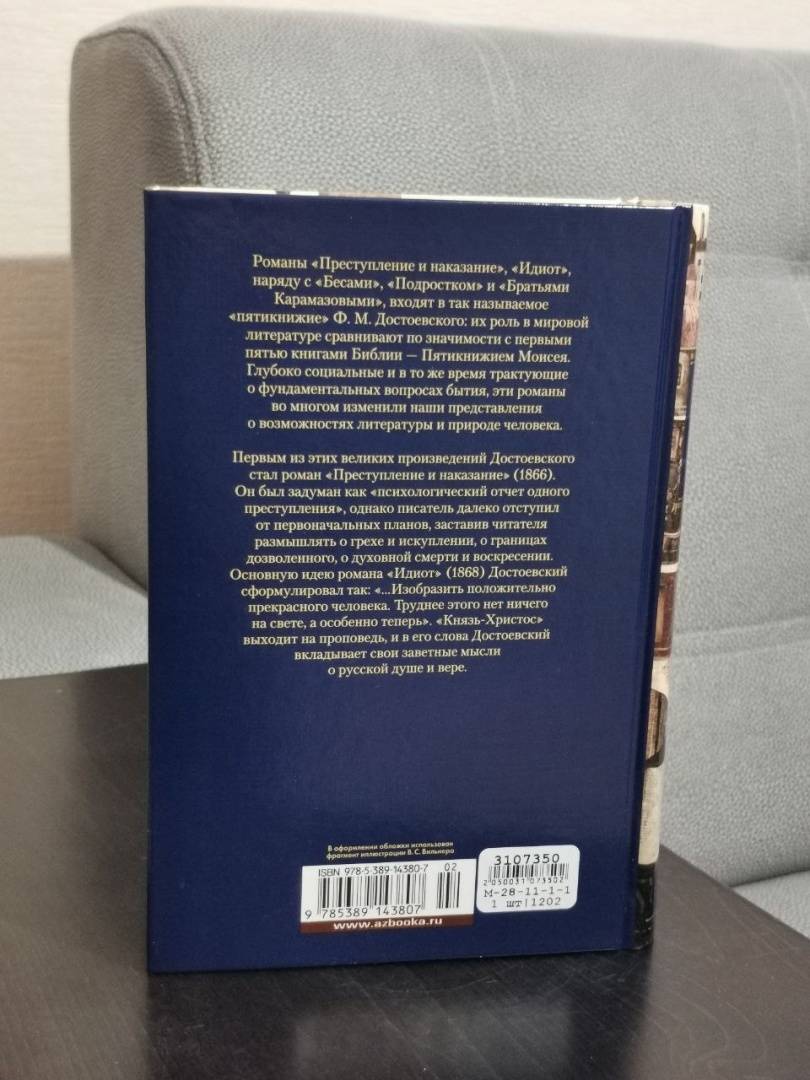 Романы «Преступление и наказание», «Идиот»,
наряду с «Бесами», «Подростком» и «Братьями
Карамазовыми», входят в так называемое
«пятикнижие» Ф. М. Достоевского: их роль в мировой
литературе сравнивают по значимости с первыми
пятью книгами Библии — Пятикнижием Моисея.
Глубоко социальные и в то же время трактующие
о фундаментальных вопросах бытия, эти романы
во многом изменили наши представления
о возможностях литературы и природе человека.
Первым из этих великих произведений Достоевского
стал роман «Преступление и наказание» (1866).
Он был задуман как «психологический отчет одного
преступления», однако писатель далеко отступил
от первоначальных планов, заставив читателя
размышлять о грехе и искуплении, о границах
дозволенного, о духовной смерти и воскресении.
Основную идею романа «Идиот» (1868) Достоевский
сформулировал так: «...Изобразить положительно
прекрасного человека. Труднее этого нет ничего
на свете, а особенно теперь». «Князь-Христос»
выходит на проповедь, и в его слова Достоевский
вкладывает свои заветные мысли
о русской душе и вере.
В оформлении обложки использован
фрагмент иллюстрации В. С. Вильнера
ISBN 978-5-389-14380-7 02
9 785389 143807
www.azbooka.ru
3107350
2 050031 073502
М-28-11-1-1
1 шт|1202